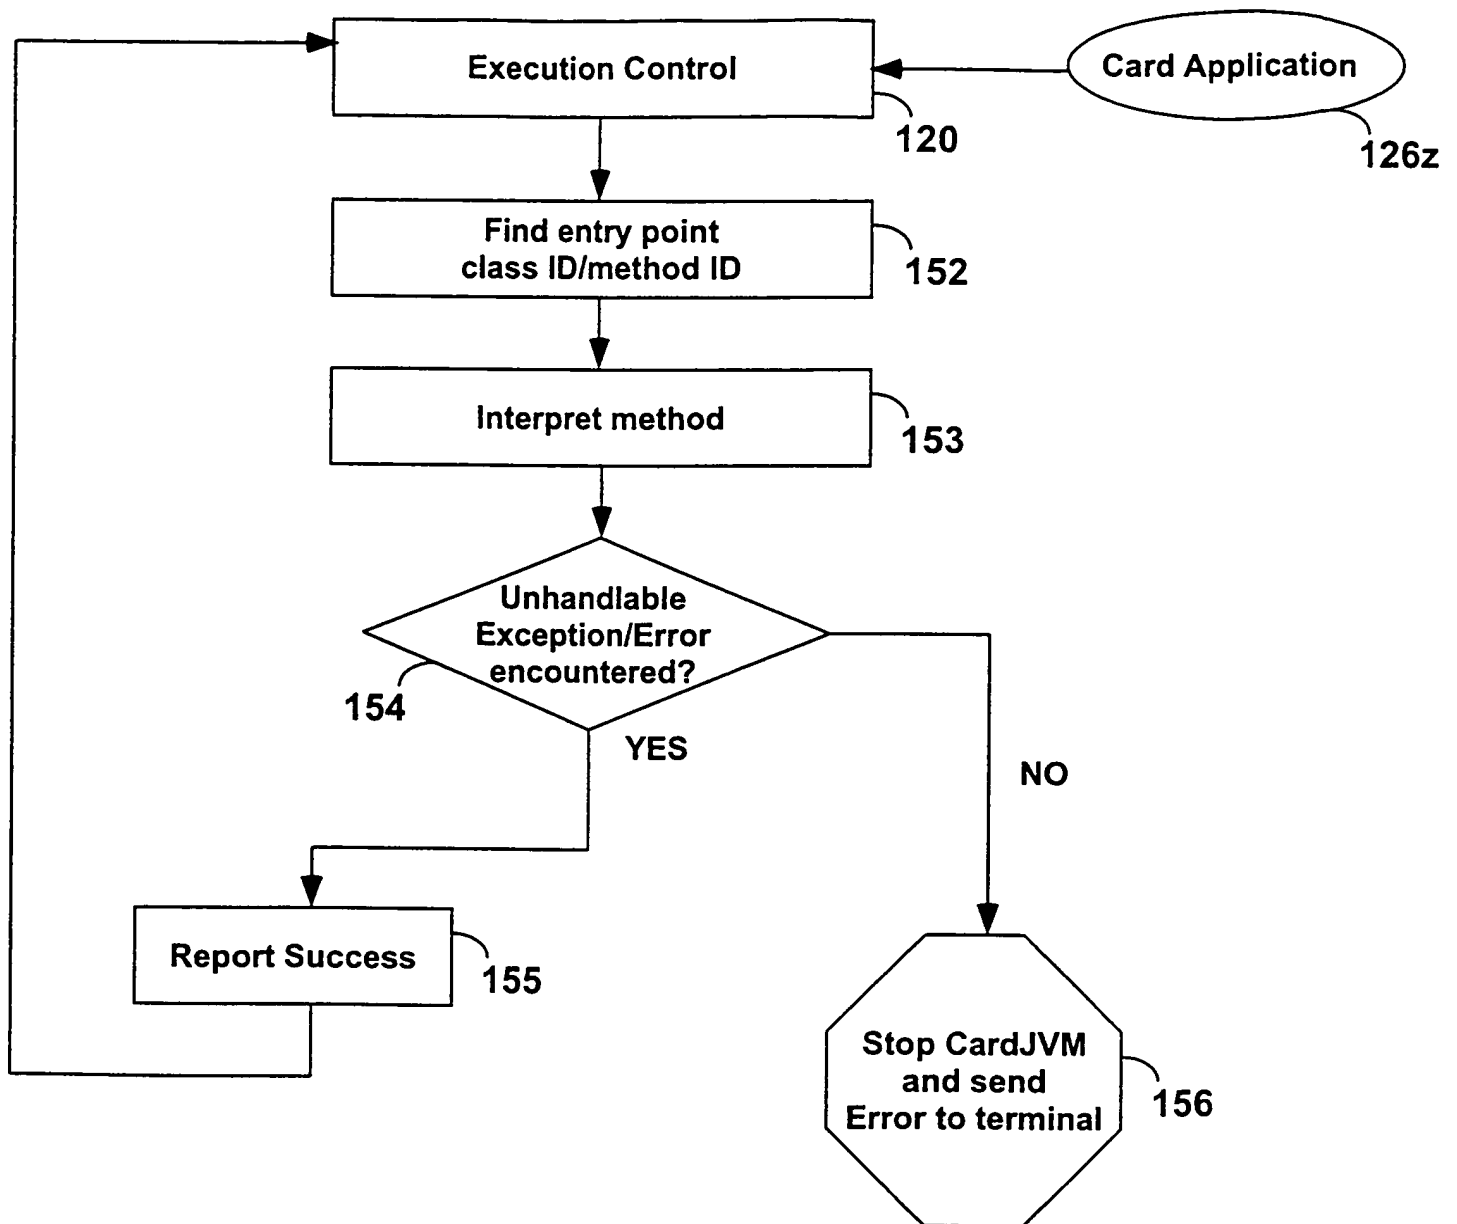 Execution Control
Card Application
120
126z
Find entry point
class ID/method ID
152
Interpret method
153
Unhandlable
Exception/Error
encountered?
154
YES
NO
Report Success
155
Stop CardJVM
and send
Error to terminal
156